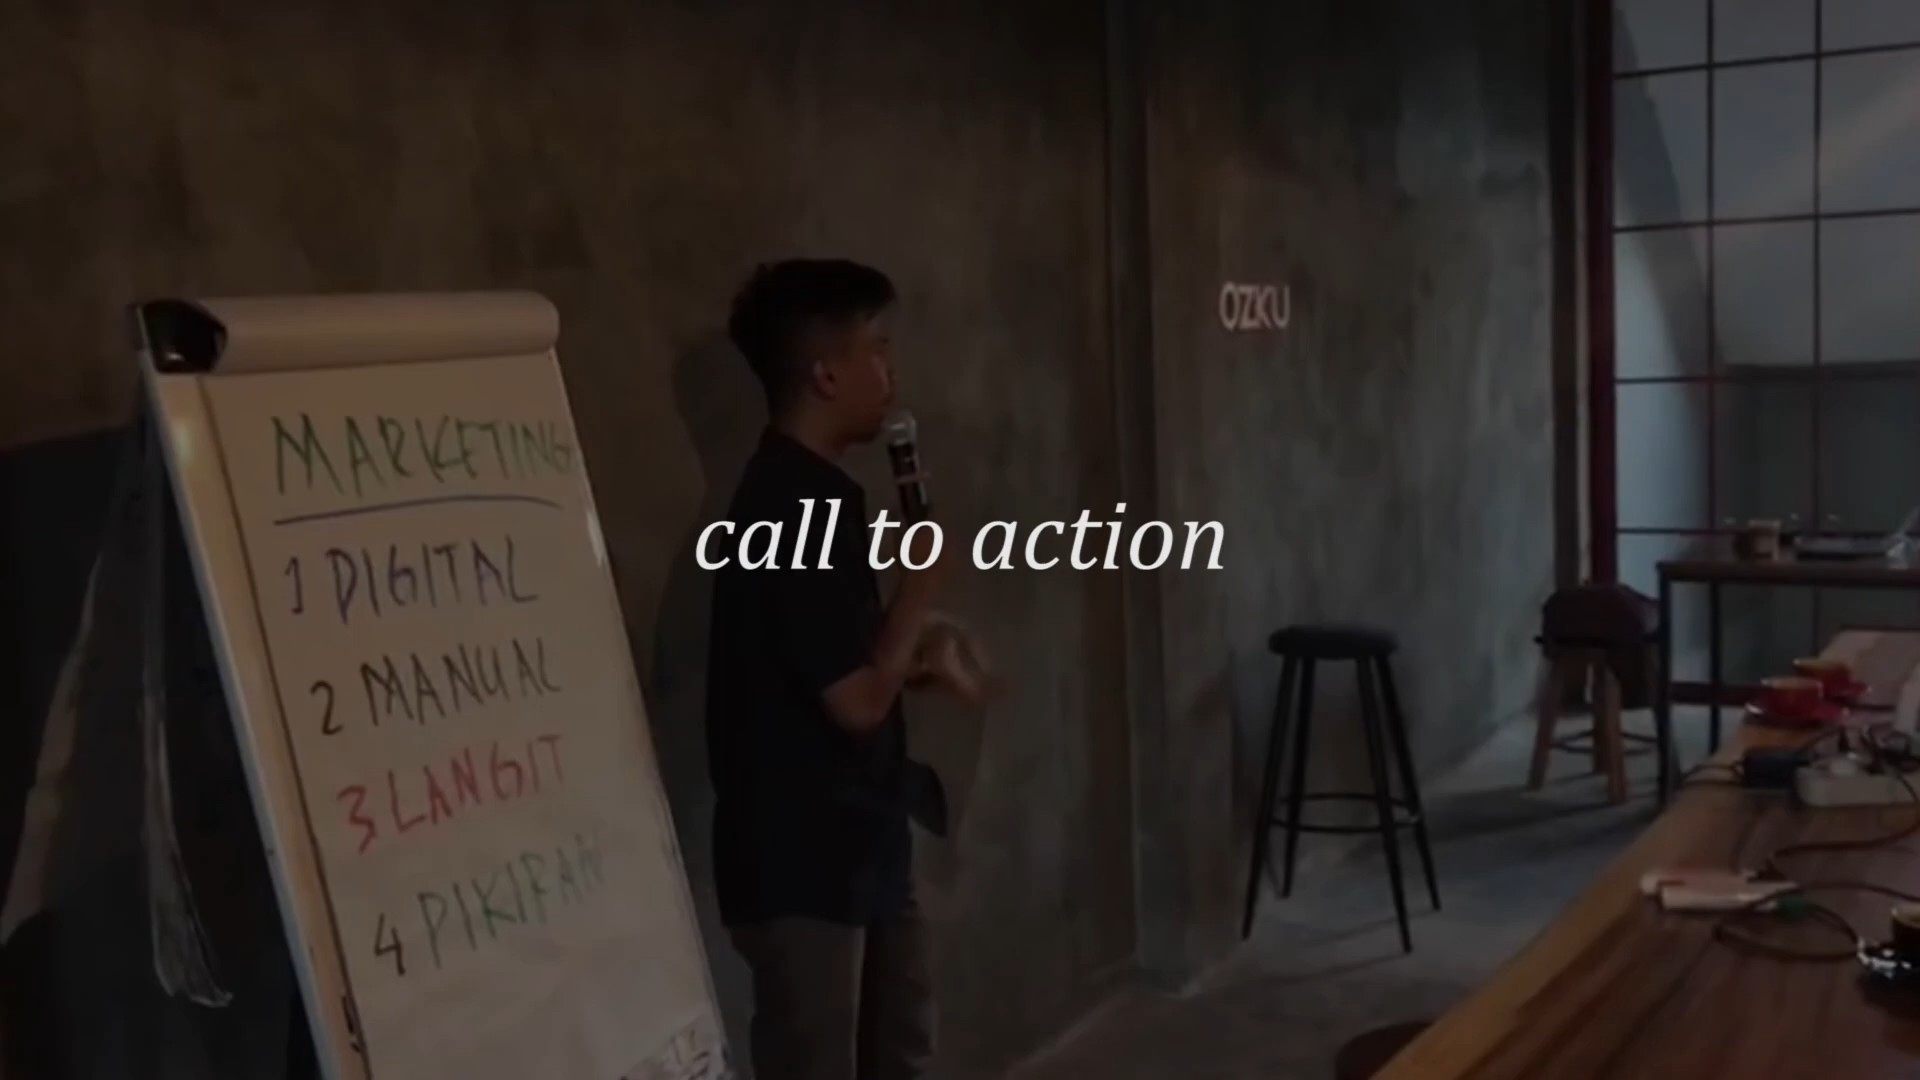 OZKU
MARKETING
call to action
1 DIGITAL
2 MANUAL
3 LANGIT
4 PIKIRAN